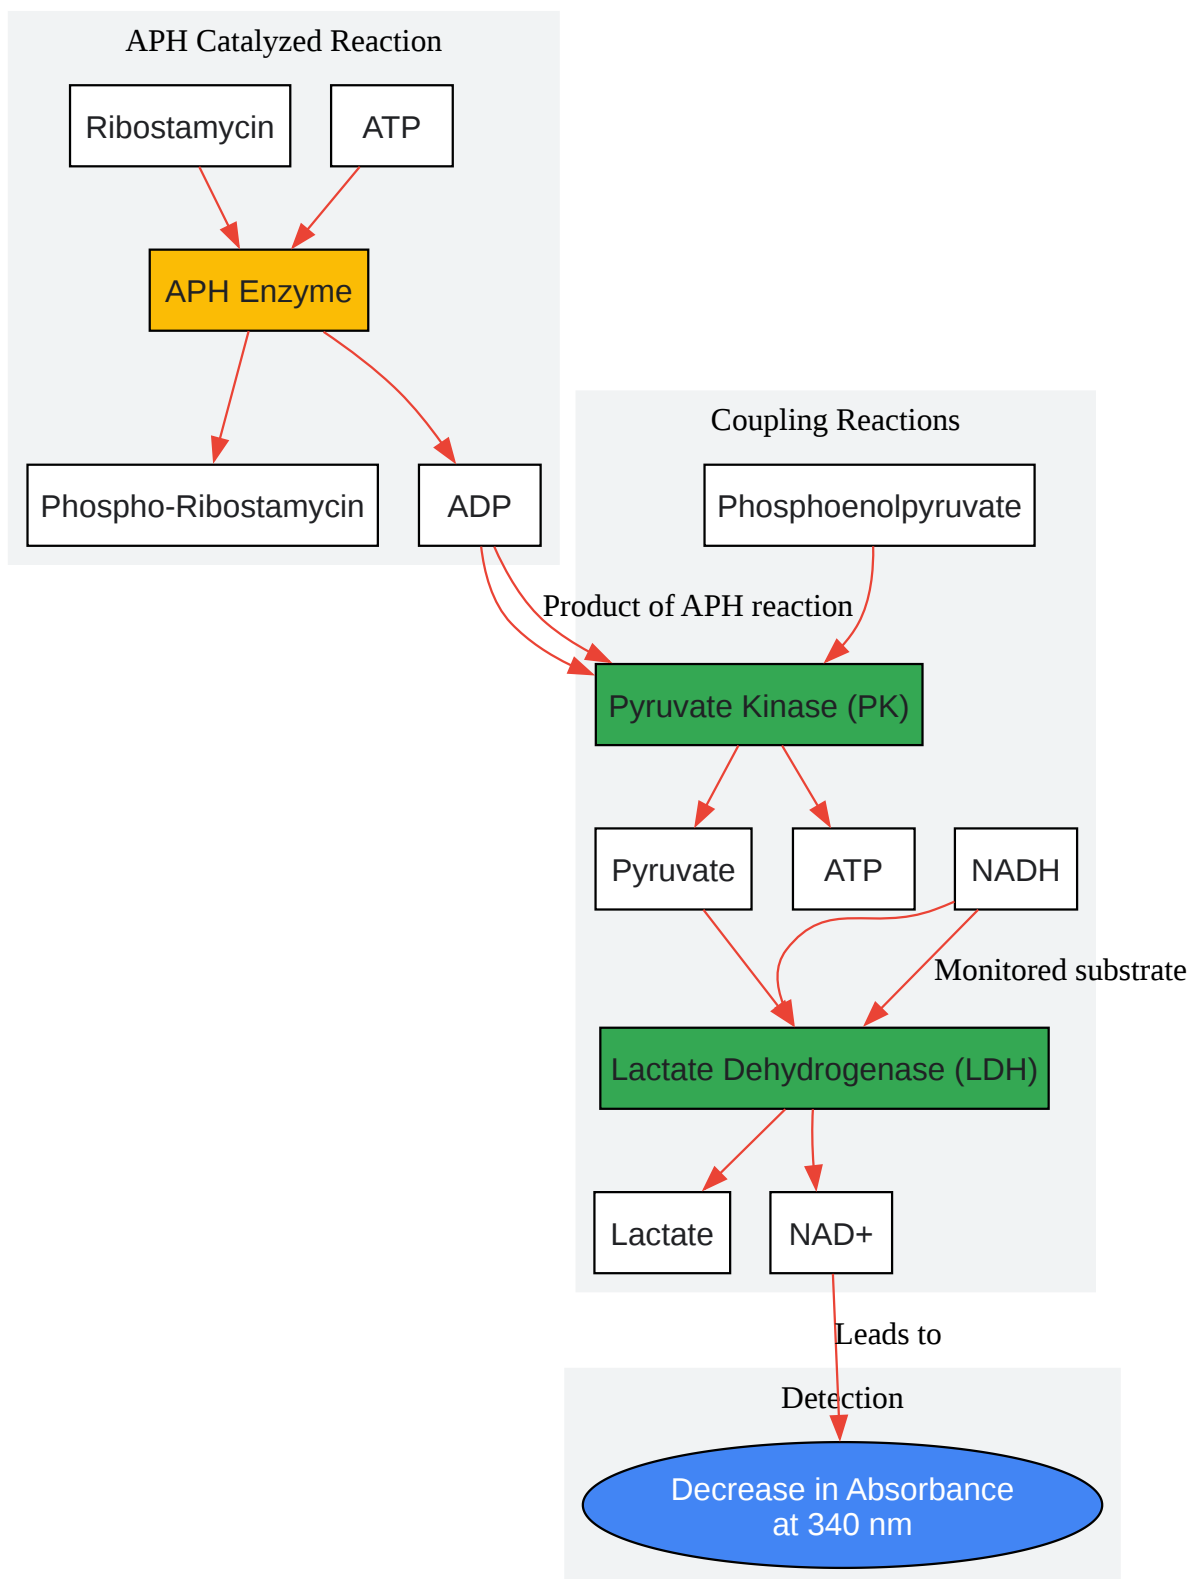 APH Catalyzed Reaction
Ribostamycin
ATP
APH Enzyme
Phospho-Ribostamycin
ADP
Coupling Reactions
Phosphoenolpyruvate
Product of APH reaction
Pyruvate Kinase (PK)
Pyruvate
ATP
NADH
Monitored substrate
Lactate Dehydrogenase (LDH)
Lactate
NAD+
Leads to
Detection
Decrease in Absorbance
at 340 nm